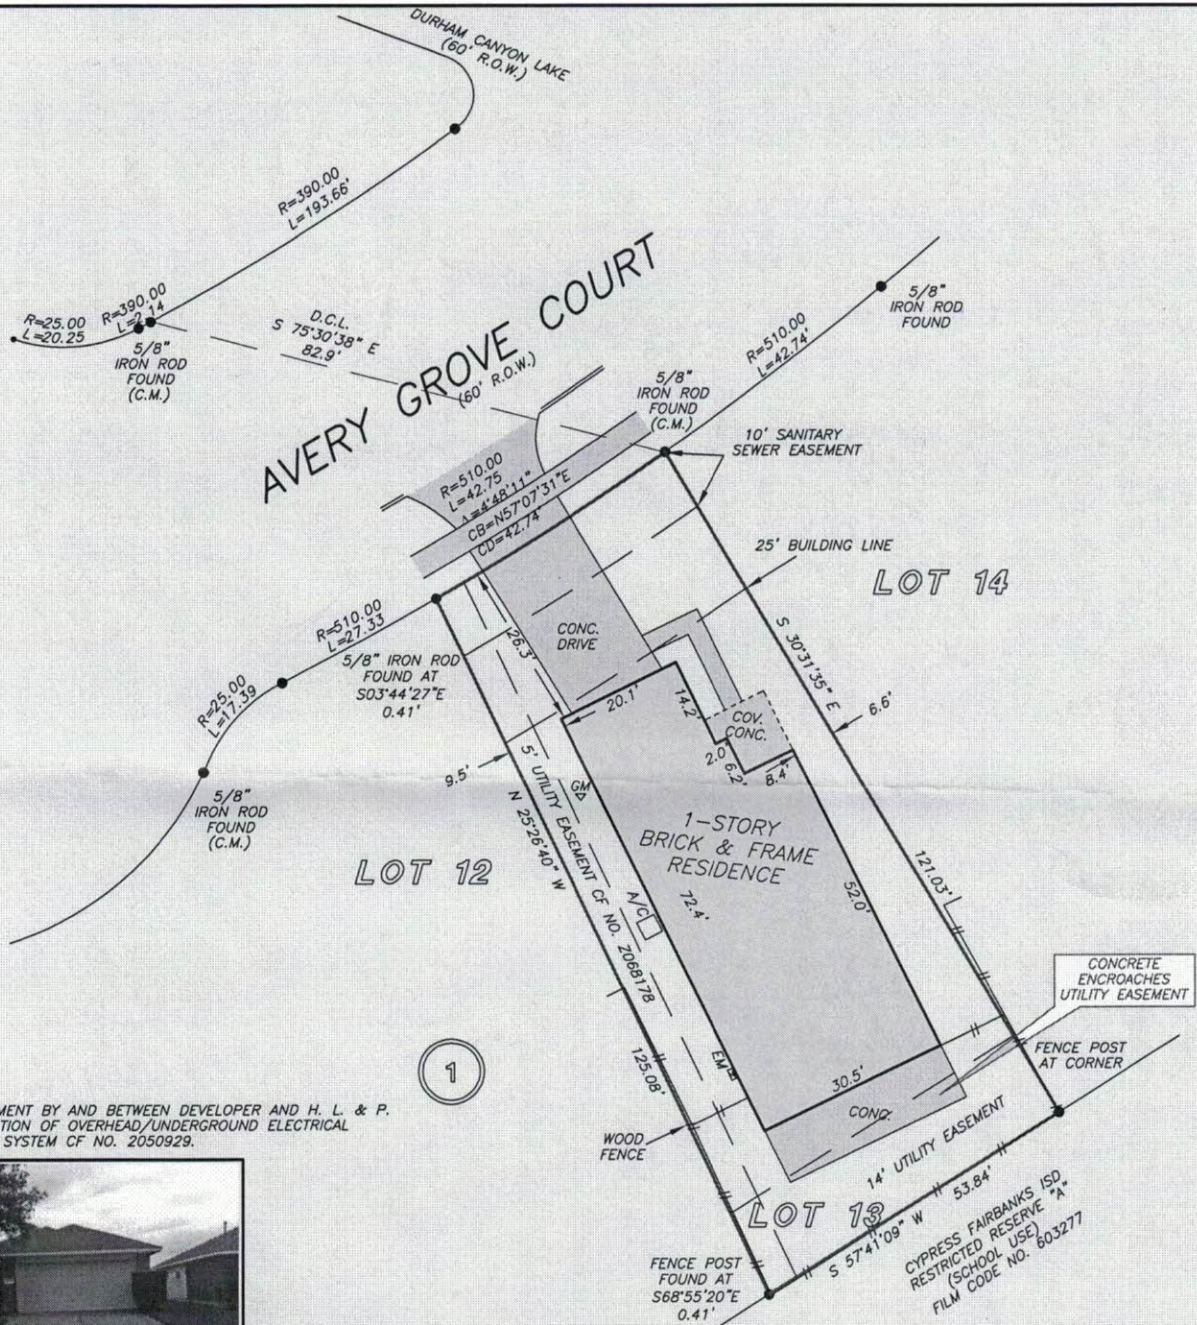 DURHAM CANYON LAKE
(60' R.O.W.)
R=390.00
L=193.66'
R=25.00
L=20.25
R=390.00
L=2.14
5/8"
IRON ROD
FOUND
(C.M.)
D.C.L.
S 75°30'38" E
82.9'
AVERY GROVE COURT
(60' R.O.W.)
5/8"
IRON ROD
FOUND
R=510.00
L=42.74'
5/8"
IRON ROD
FOUND
(C.M.)
10' SANITARY
SEWER EASEMENT
R=510.00
L=42.75
Δ=4°48'11"
CB=N57°07'31"E
CD=42.74'
25' BUILDING LINE
LOT 14
R=510.00
L=27.33
5/8" IRON ROD
FOUND AT
S03°44'27"E
0.41'
R=25.00
L=17.39
5/8"
IRON ROD
FOUND
(C.M.)
26.3'
CONC.
DRIVE
20.1'
14.2'
COV.
CONC.
2.0'
6.2'
8.4'
S 30°31'35" E
6.6'
9.5'
GM
5' UTILITY EASEMENT CF NO. Z068178
N 25°26'40" W
LOT 12
1-STORY
BRICK & FRAME
RESIDENCE
A/C
72.4'
52.0'
121.03'
CONCRETE
ENCROACHES
UTILITY EASEMENT
FENCE POST
AT CORNER
1
125.08'
EM
30.5'
CONC.
WOOD
FENCE
14' UTILITY EASEMENT
LOT 13
53.84'
S 57°41'09" W
CYPRESS FAIRBANKS ISD
RESTRICTED RESERVE "A"
(SCHOOL USE)
FILM CODE NO. 603277
FENCE POST
FOUND AT
S68°55'20"E
0.41'
MENT BY AND BETWEEN DEVELOPER AND H. L. & P.
TION OF OVERHEAD/UNDERGROUND ELECTRICAL
SYSTEM CF NO. 2050929.